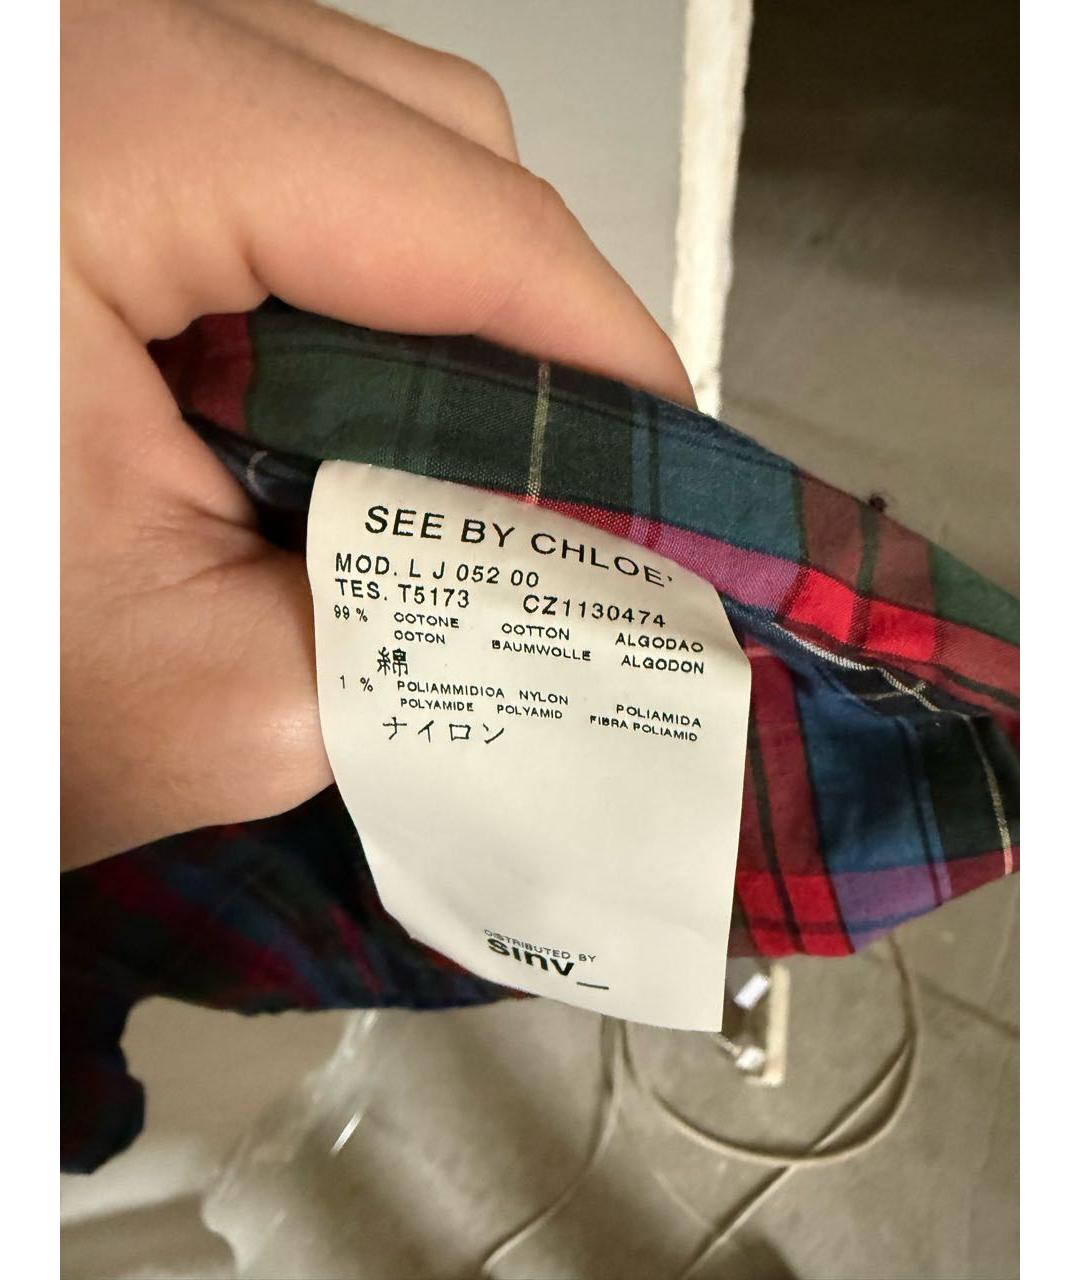 SEE BY CHLOE'
MOD. L J 052 00
TES. T5173 CZ1130474
99 % COTONE COTTON ALGODAO
COTON BAUMWOLLE ALGODON
綿
1 % POLIAMMIDICA NYLON POLIAMIDA
POLYAMIDE POLYAMID FIBRA POLIAMID
ナイロン
DISTRIBUTED BY
sinv_